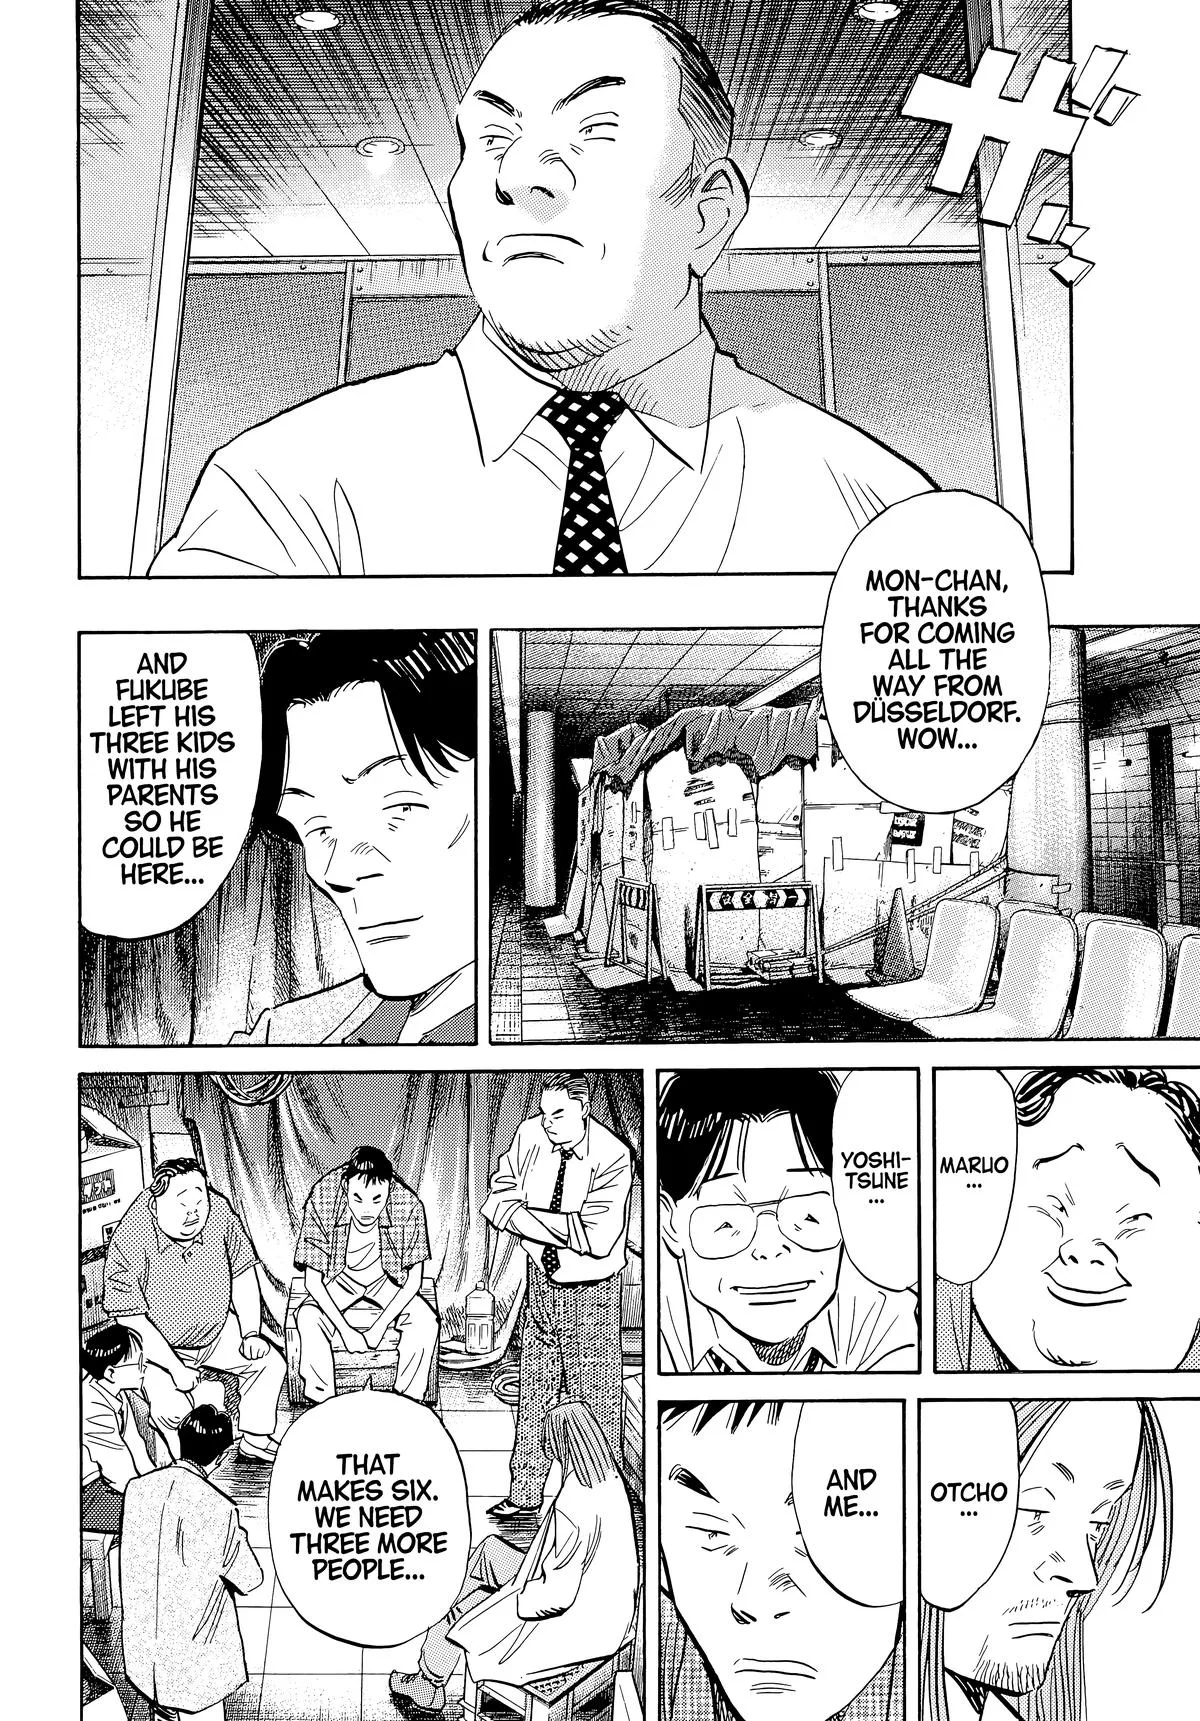 ザッ
MON-CHAN,
THANKS
FOR COMING
ALL THE
WAY FROM
DÜSSELDORF.
WOW...
AND
FUKUBE
LEFT HIS
THREE KIDS
WITH HIS
PARENTS
SO HE
COULD BE
HERE...
MARUO
...
YOSHI-
TSUNE
...
OTCHO
...
AND
ME...
THAT
MAKES SIX.
WE NEED
THREE MORE
PEOPLE...